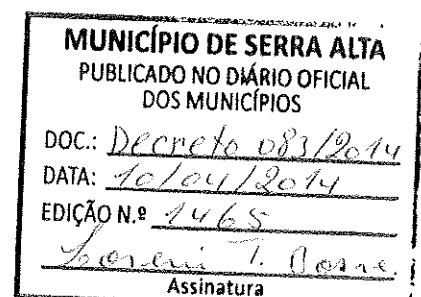 MUNICÍPIO DE SERRA ALTA
PUBLICADO NO DIÁRIO OFICIAL
DOS MUNICÍPIOS
DOC.: Decreto 083/2014
DATA: 10/04/2014
EDIÇÃO N.º 1465
T.
Assinatura